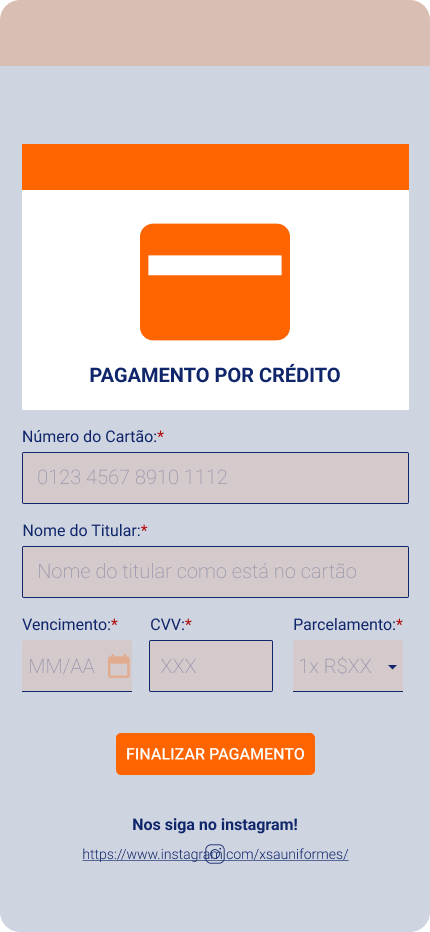 PAGAMENTO POR CRÉDITO
Número do Cartão:*
0123 4567 8910 1112
Nome do Titular:*
Nome do titular como está no cartão
Vencimento:* CVV:* Parcelamento:*
MM/AA XXX 1x R$XX
FINALIZAR PAGAMENTO
Nos siga no instagram!
https://www.instagram.com/xsauniformes/